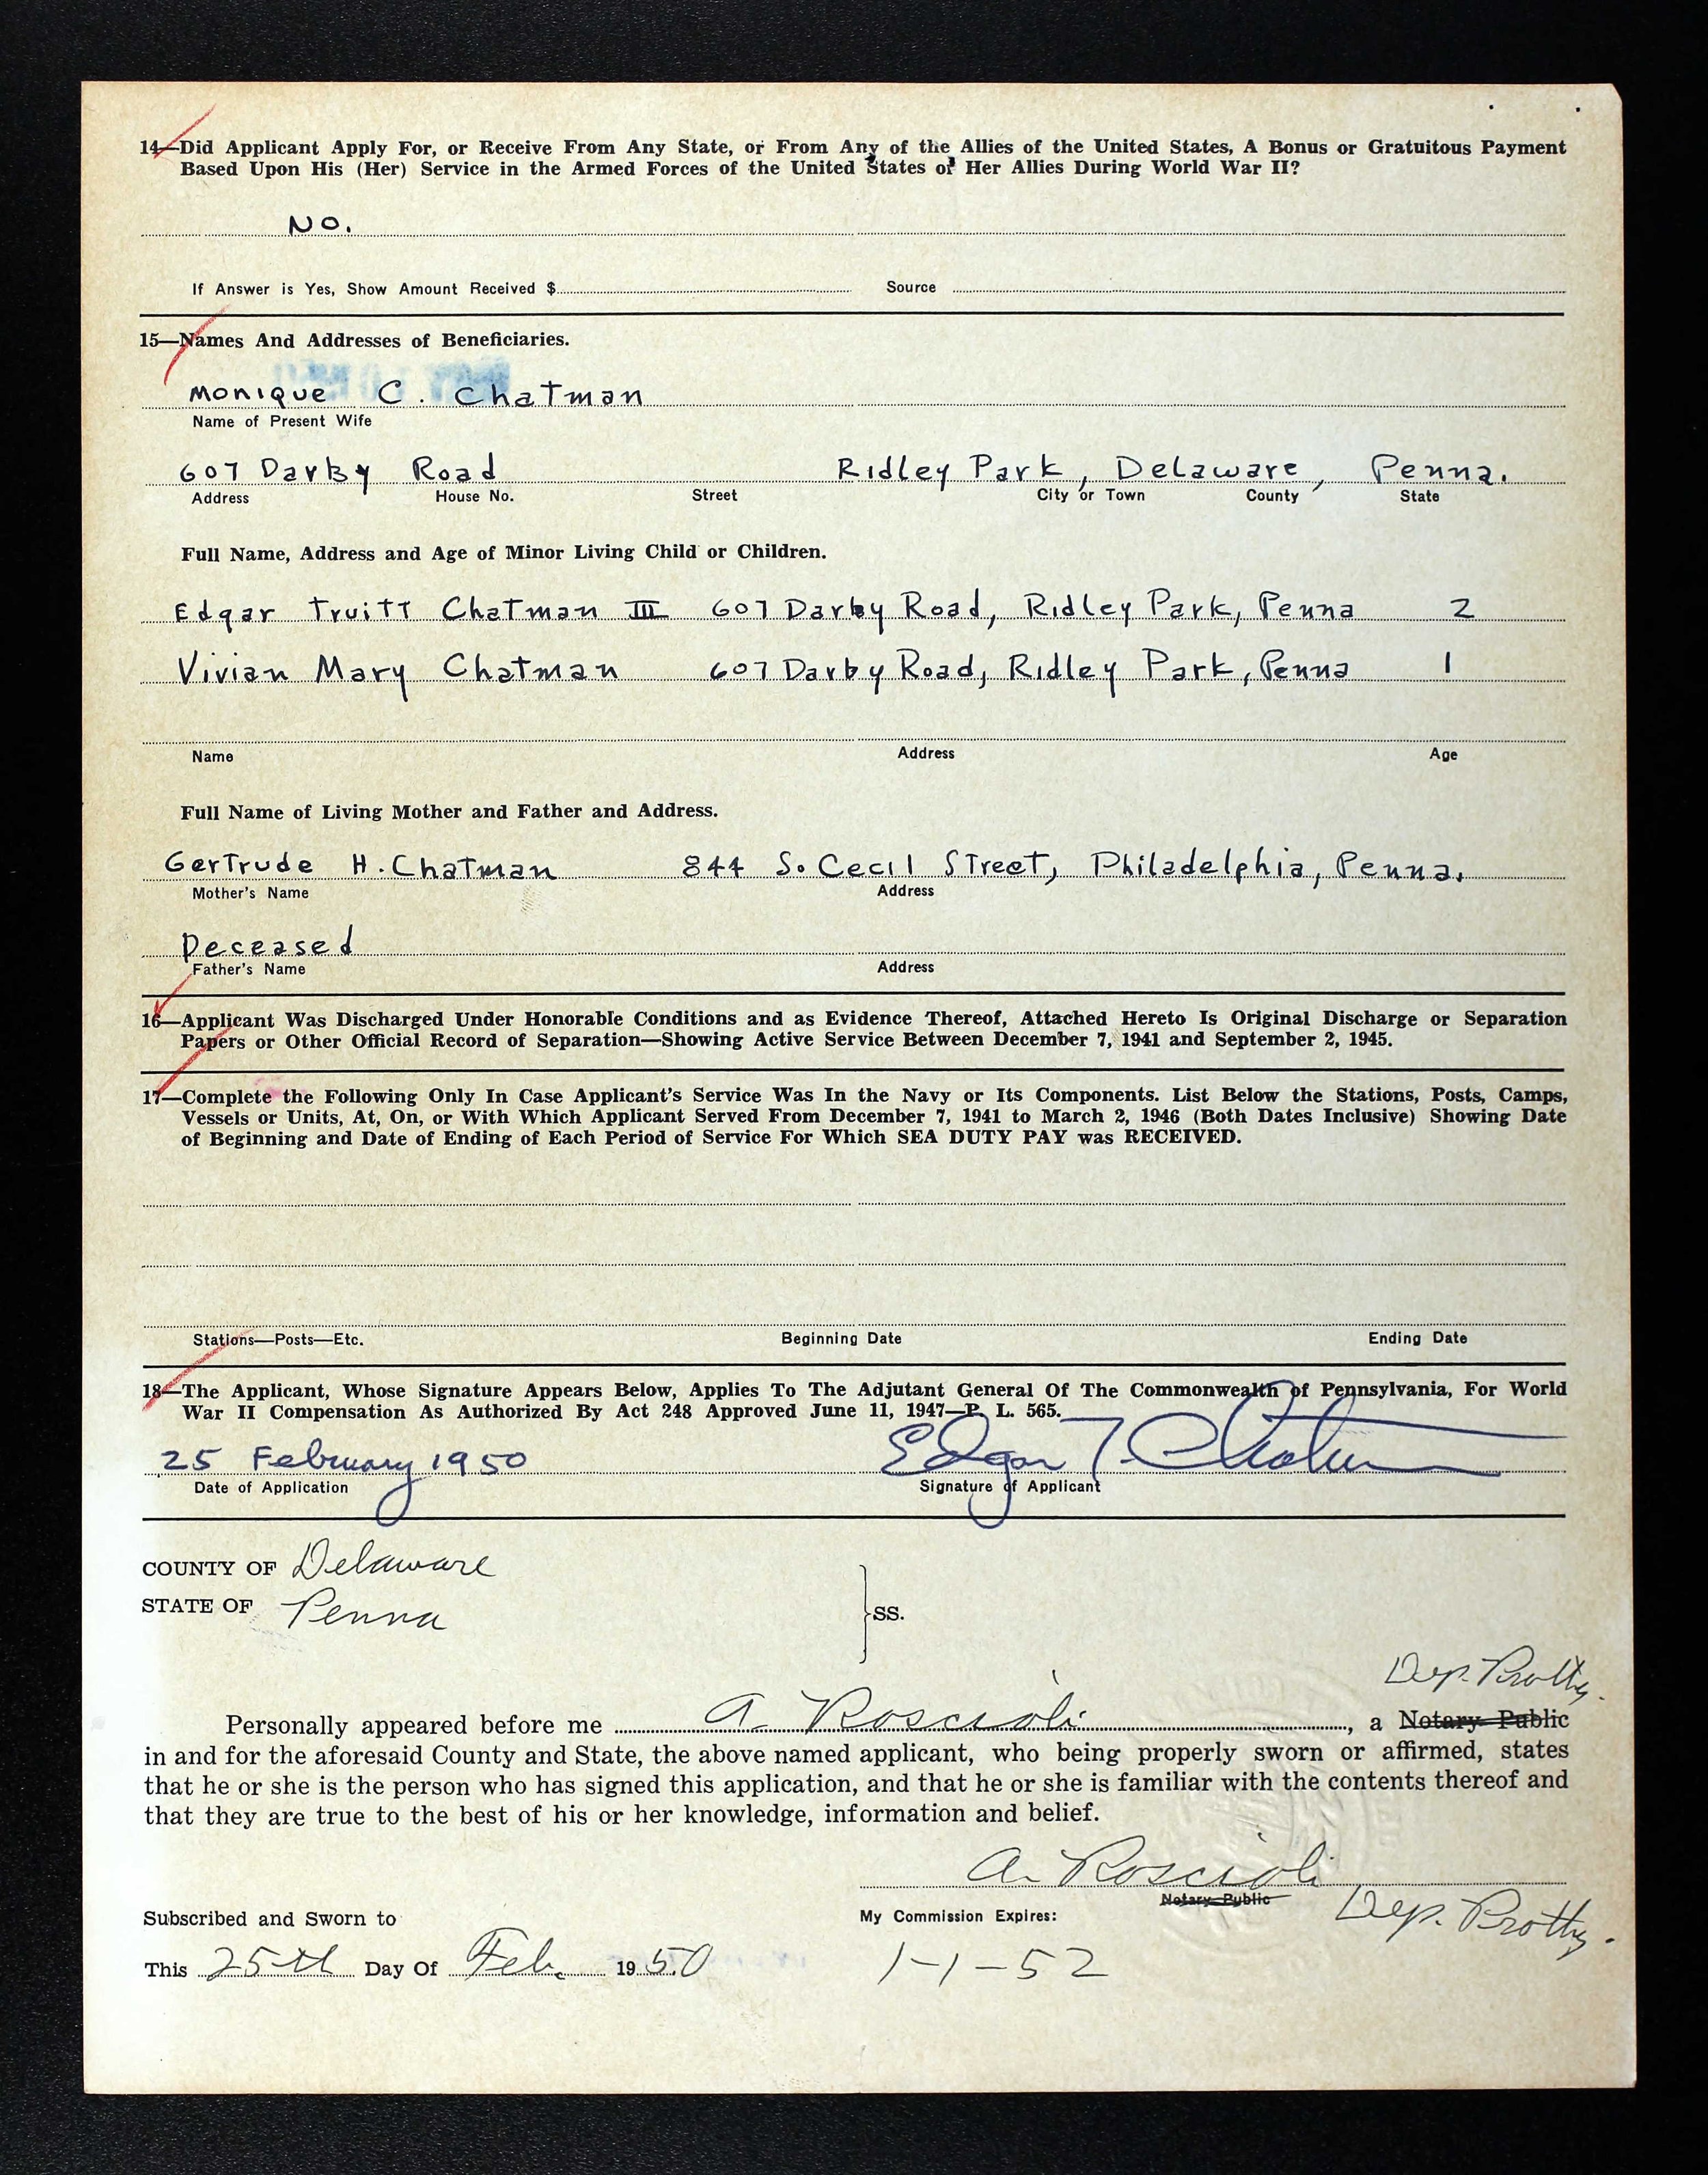 14—Did Applicant Apply For, or Receive From Any State, or From Any of the Allies of the United States, A Bonus or Gratuitous Payment
Based Upon His (Her) Service in the Armed Forces of the United States or Her Allies During World War II?
No.
If Answer is Yes, Show Amount Received $ Source
15—Names And Addresses of Beneficiaries.
Monique C. Chatman
Name of Present Wife
607 Darby Road Ridley Park, Delaware, Penna.
Address House No. Street City or Town County State
Full Name, Address and Age of Minor Living Child or Children.
Edgar Truitt Chatman III 607 Darby Road, Ridley Park, Penna 2
Vivian Mary Chatman 607 Darby Road, Ridley Park, Penna 1
Name Address Age
Full Name of Living Mother and Father and Address.
Gertrude H. Chatman 844 So. Cecil Street, Philadelphia, Penna.
Mother's Name Address
Deceased
Father's Name Address
16—Applicant Was Discharged Under Honorable Conditions and as Evidence Thereof, Attached Hereto Is Original Discharge or Separation
Papers or Other Official Record of Separation—Showing Active Service Between December 7, 1941 and September 2, 1945.
17—Complete the Following Only In Case Applicant's Service Was In the Navy or Its Components. List Below the Stations, Posts, Camps,
Vessels or Units, At, On, or With Which Applicant Served From December 7, 1941 to March 2, 1946 (Both Dates Inclusive) Showing Date
of Beginning and Date of Ending of Each Period of Service For Which SEA DUTY PAY was RECEIVED.
Stations—Posts—Etc. Beginning Date Ending Date
18—The Applicant, Whose Signature Appears Below, Applies To The Adjutant General Of The Commonwealth of Pennsylvania, For World
War II Compensation As Authorized By Act 248 Approved June 11, 1947—P. L. 565.
25 February 1950 Edgar T. Chatman
Date of Application Signature of Applicant
COUNTY OF Delaware
STATE OF Penna
SS.
Dep. Prothy.
Personally appeared before me A. Roscioli, a Notary Public
in and for the aforesaid County and State, the above named applicant, who being properly sworn or affirmed, states
that he or she is the person who has signed this application, and that he or she is familiar with the contents thereof and
that they are true to the best of his or her knowledge, information and belief.
A. Roscioli
Notary Public Dep. Prothy.
Subscribed and Sworn to My Commission Expires:
This 25th Day Of Feb. 19 50 1-1-52